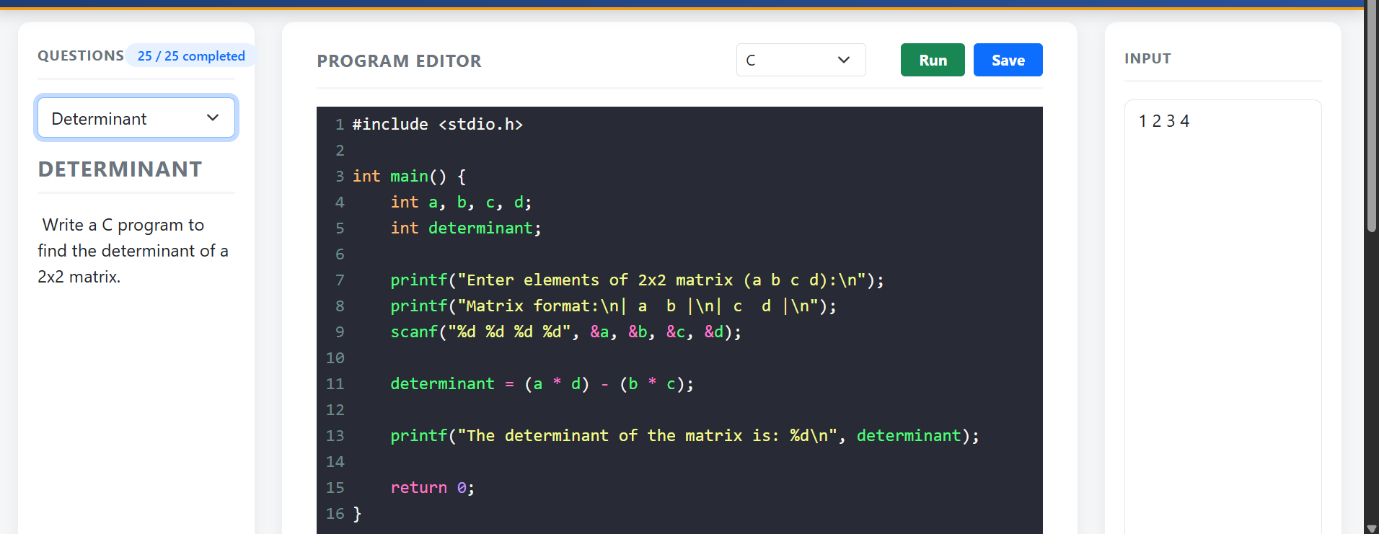 QUESTIONS 25 / 25 completed
Determinant
DETERMINANT
Write a C program to
find the determinant of a
2x2 matrix.
PROGRAM EDITOR C Run Save
1 #include <stdio.h>
2
3 int main() {
4     int a, b, c, d;
5     int determinant;
6
7     printf("Enter elements of 2x2 matrix (a b c d):\n");
8     printf("Matrix format:\n| a  b |\n| c  d |\n");
9     scanf("%d %d %d %d", &a, &b, &c, &d);
10
11     determinant = (a * d) - (b * c);
12
13     printf("The determinant of the matrix is: %d\n", determinant);
14
15     return 0;
16 }
INPUT
1 2 3 4